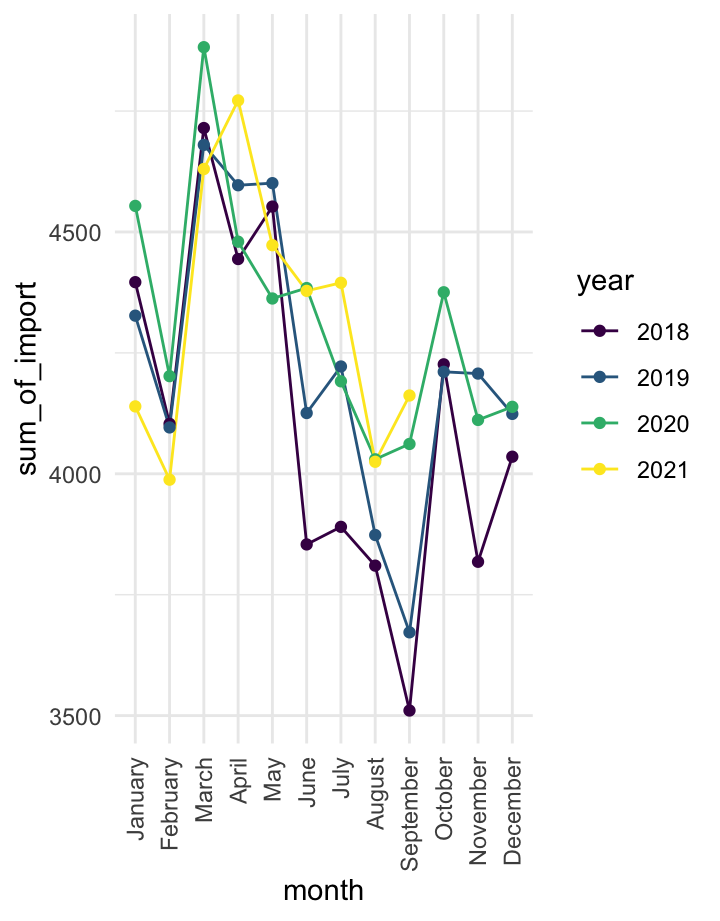 sum_of_import
4500
4000
3500
January
February
March
April
May
June
July
August
September
October
November
December
month
year
2018
2019
2020
2021